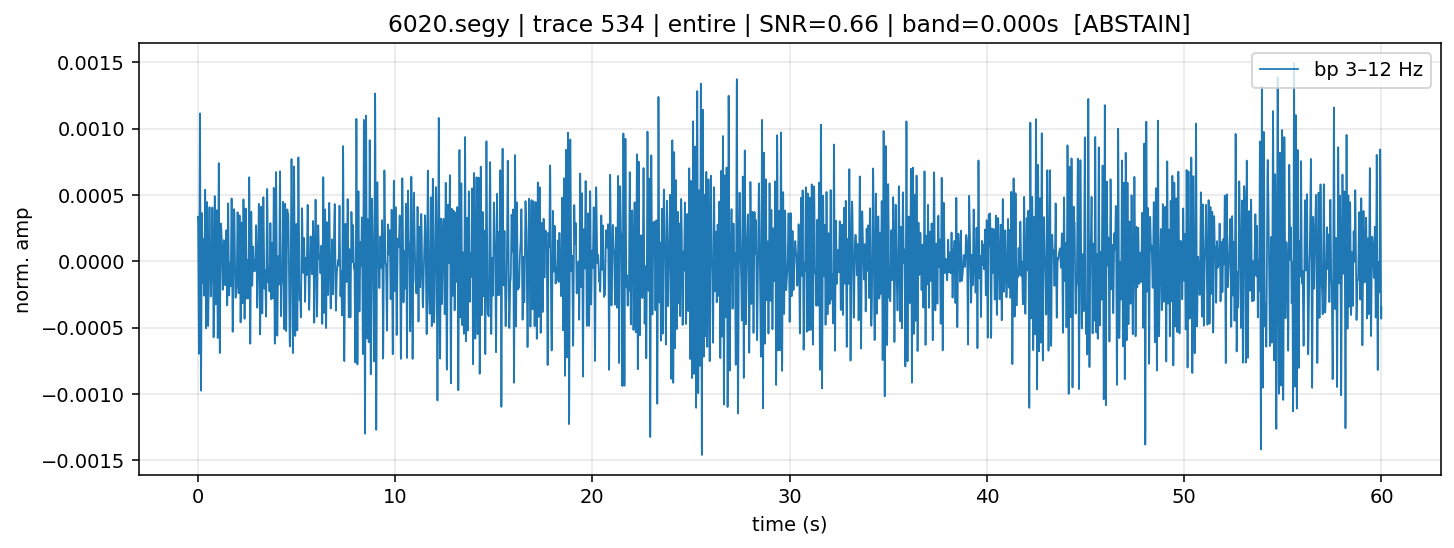 6020.segy | trace 534 | entire | SNR=0.66 | band=0.000s  [ABSTAIN]
bp 3–12 Hz
norm. amp
0.0015
0.0010
0.0005
0.0000
−0.0005
−0.0010
−0.0015
0 10 20 30 40 50 60
time (s)